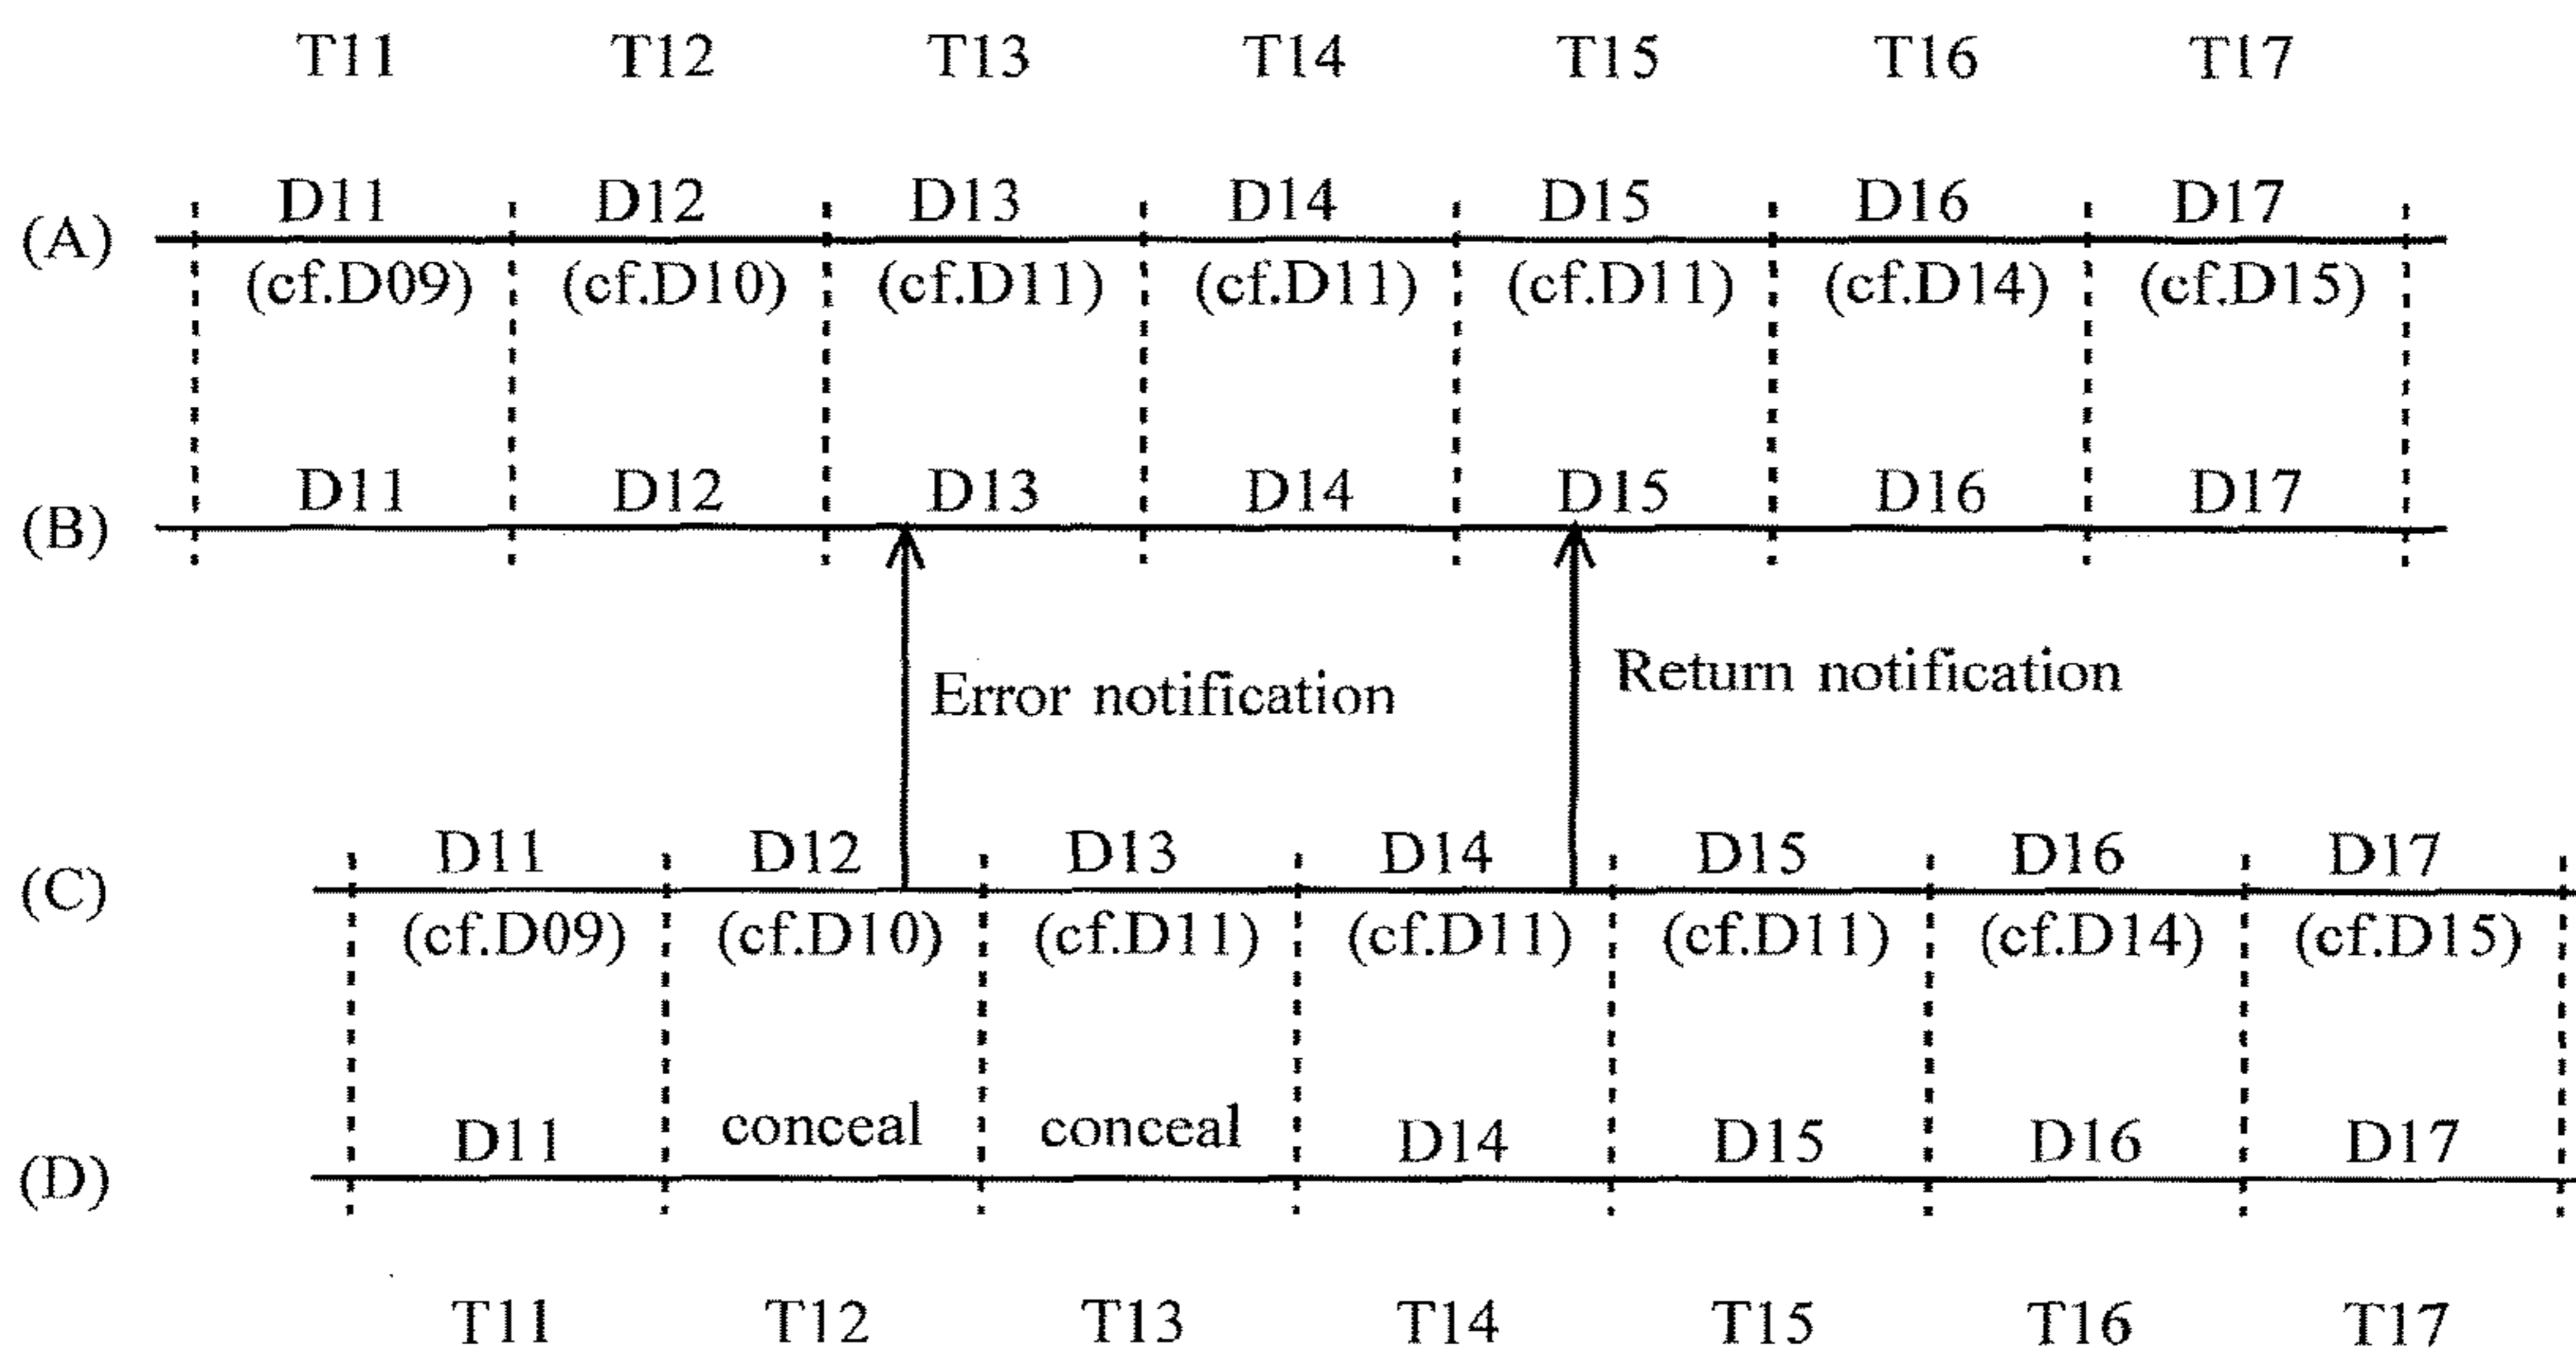 T11 T12 T13 T14 T15 T16 T17
D11 D12 D13 D14 D15 D16 D17
(A)
(cf.D09) (cf.D10) (cf.D11) (cf.D11) (cf.D11) (cf.D14) (cf.D15)
D11 D12 D13 D14 D15 D16 D17
(B)
Error notification Return notification
D11 D12 D13 D14 D15 D16 D17
(C)
(cf.D09) (cf.D10) (cf.D11) (cf.D11) (cf.D11) (cf.D14) (cf.D15)
D11 conceal conceal D14 D15 D16 D17
(D)
T11 T12 T13 T14 T15 T16 T17